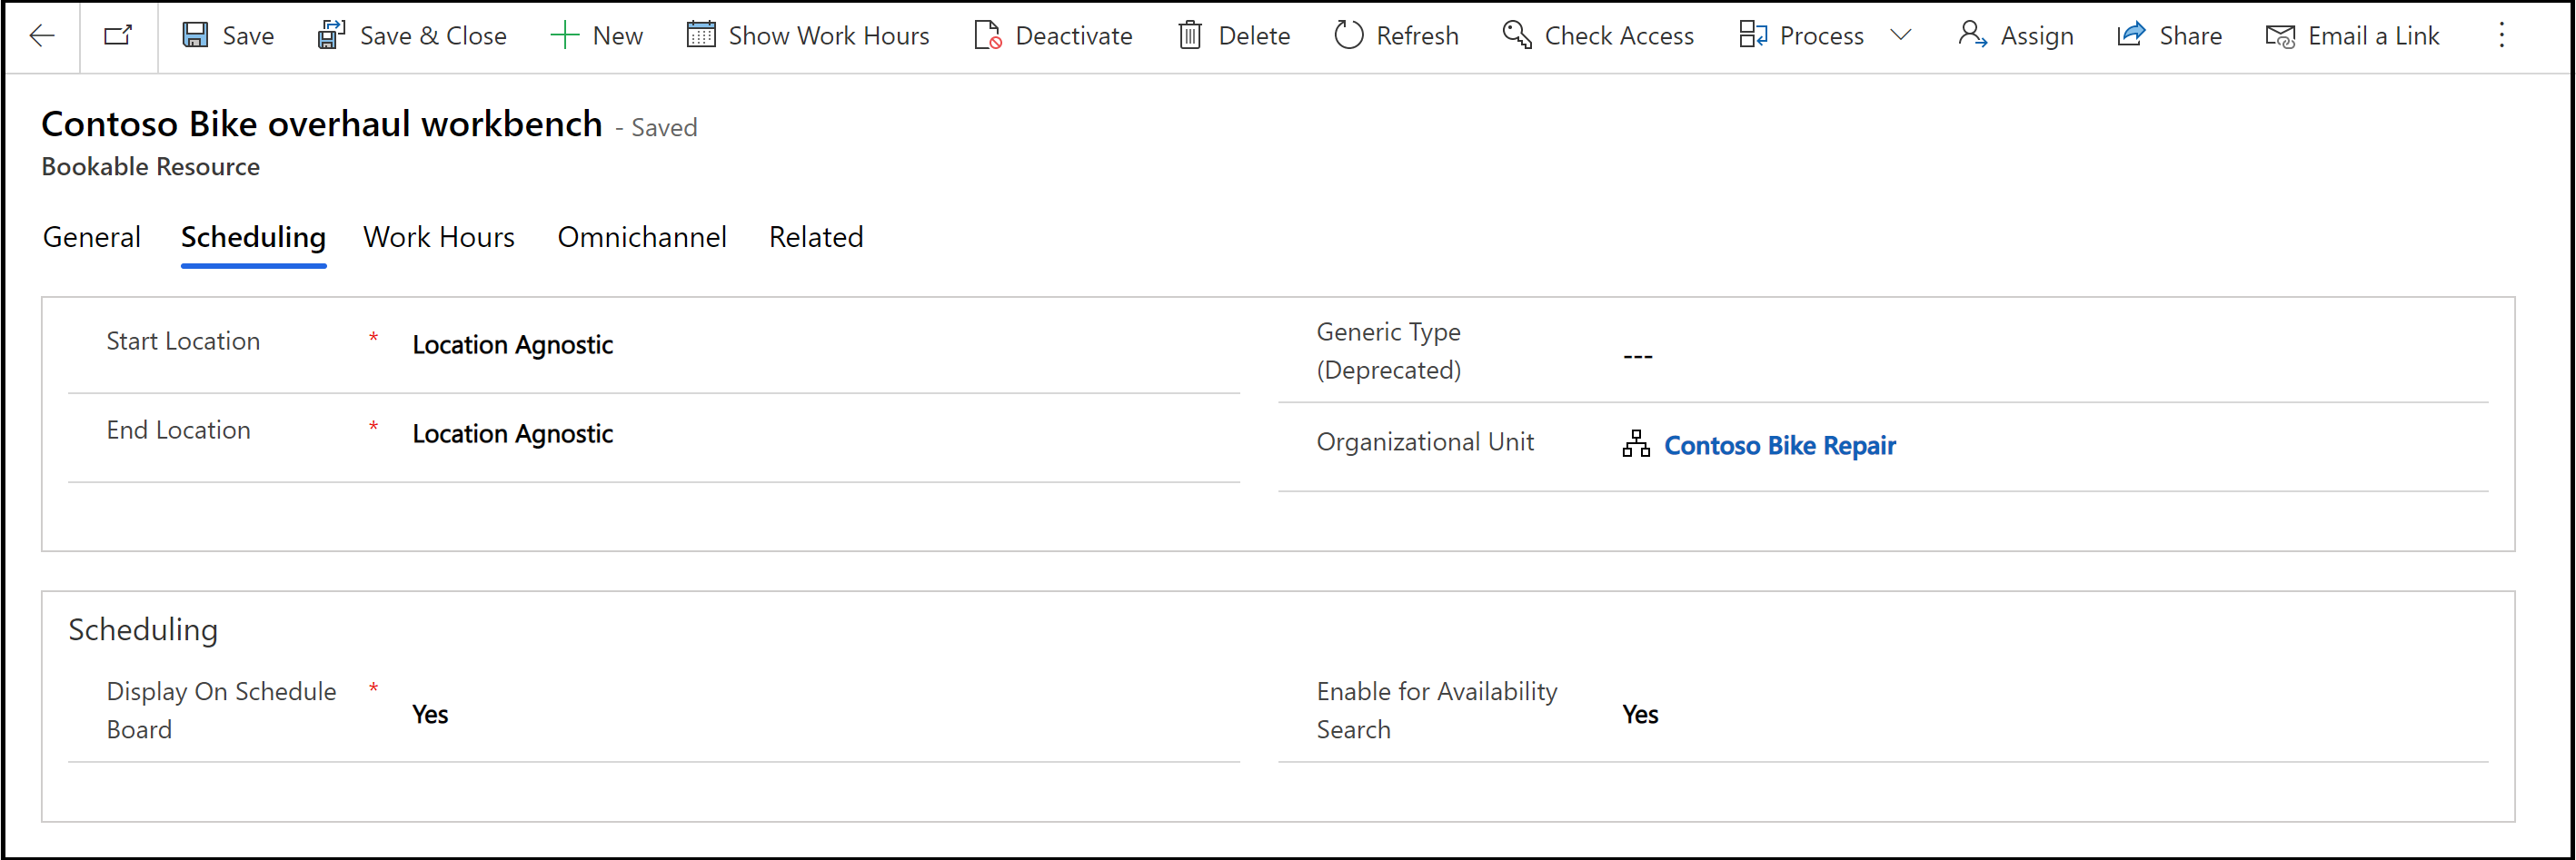 Save
Save & Close
New
Show Work Hours
Deactivate
Delete
Refresh
Check Access
Process
Assign
Share
Email a Link
Contoso Bike overhaul workbench - Saved
Bookable Resource
General
Scheduling
Work Hours
Omnichannel
Related
Start Location * Location Agnostic
End Location * Location Agnostic
Generic Type
(Deprecated)
---
Organizational Unit
Contoso Bike Repair
Scheduling
Display On Schedule *
Board
Yes
Enable for Availability
Search
Yes